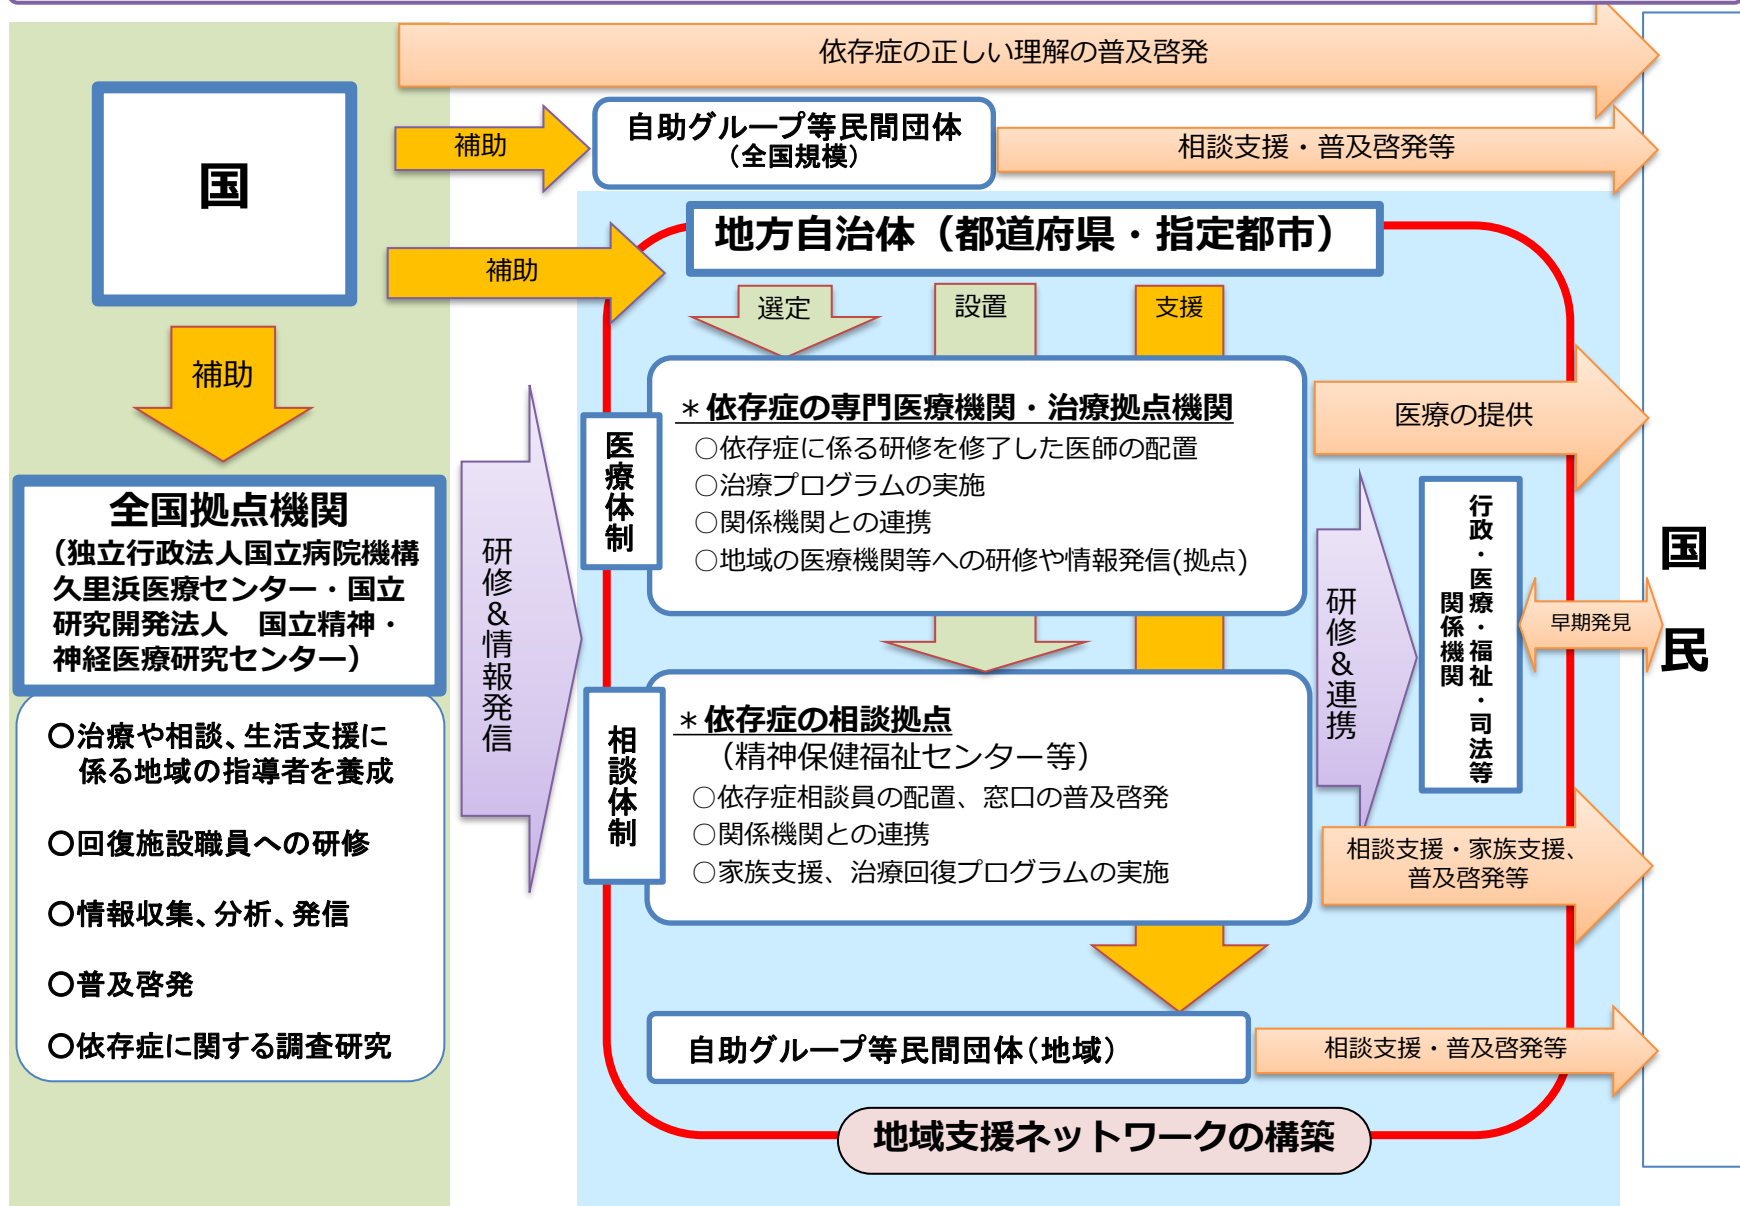 依存症の正しい理解の普及啓発
国
補助
自助グループ等民間団体
（全国規模）
相談支援・普及啓発等
補助
地方自治体（都道府県・指定都市）
選定
設置
支援
補助
全国拠点機関
（独立行政法人国立病院機構
久里浜医療センター・国立
研究開発法人　国立精神・
神経医療研究センター）
〇治療や相談、生活支援に
係る地域の指導者を養成
〇回復施設職員への研修
〇情報収集、分析、発信
〇普及啓発
〇依存症に関する調査研究
研修＆情報発信
医療体制
＊依存症の専門医療機関・治療拠点機関
○依存症に係る研修を修了した医師の配置
○治療プログラムの実施
○関係機関との連携
○地域の医療機関等への研修や情報発信(拠点)
相談体制
＊依存症の相談拠点
（精神保健福祉センター等）
○依存症相談員の配置、窓口の普及啓発
○関係機関との連携
○家族支援、治療回復プログラムの実施
医療の提供
研修＆連携
行政・医療・福祉・司法等
関係機関
早期発見
相談支援・家族支援、
普及啓発等
自助グループ等民間団体（地域）
相談支援・普及啓発等
地域支援ネットワークの構築
国民